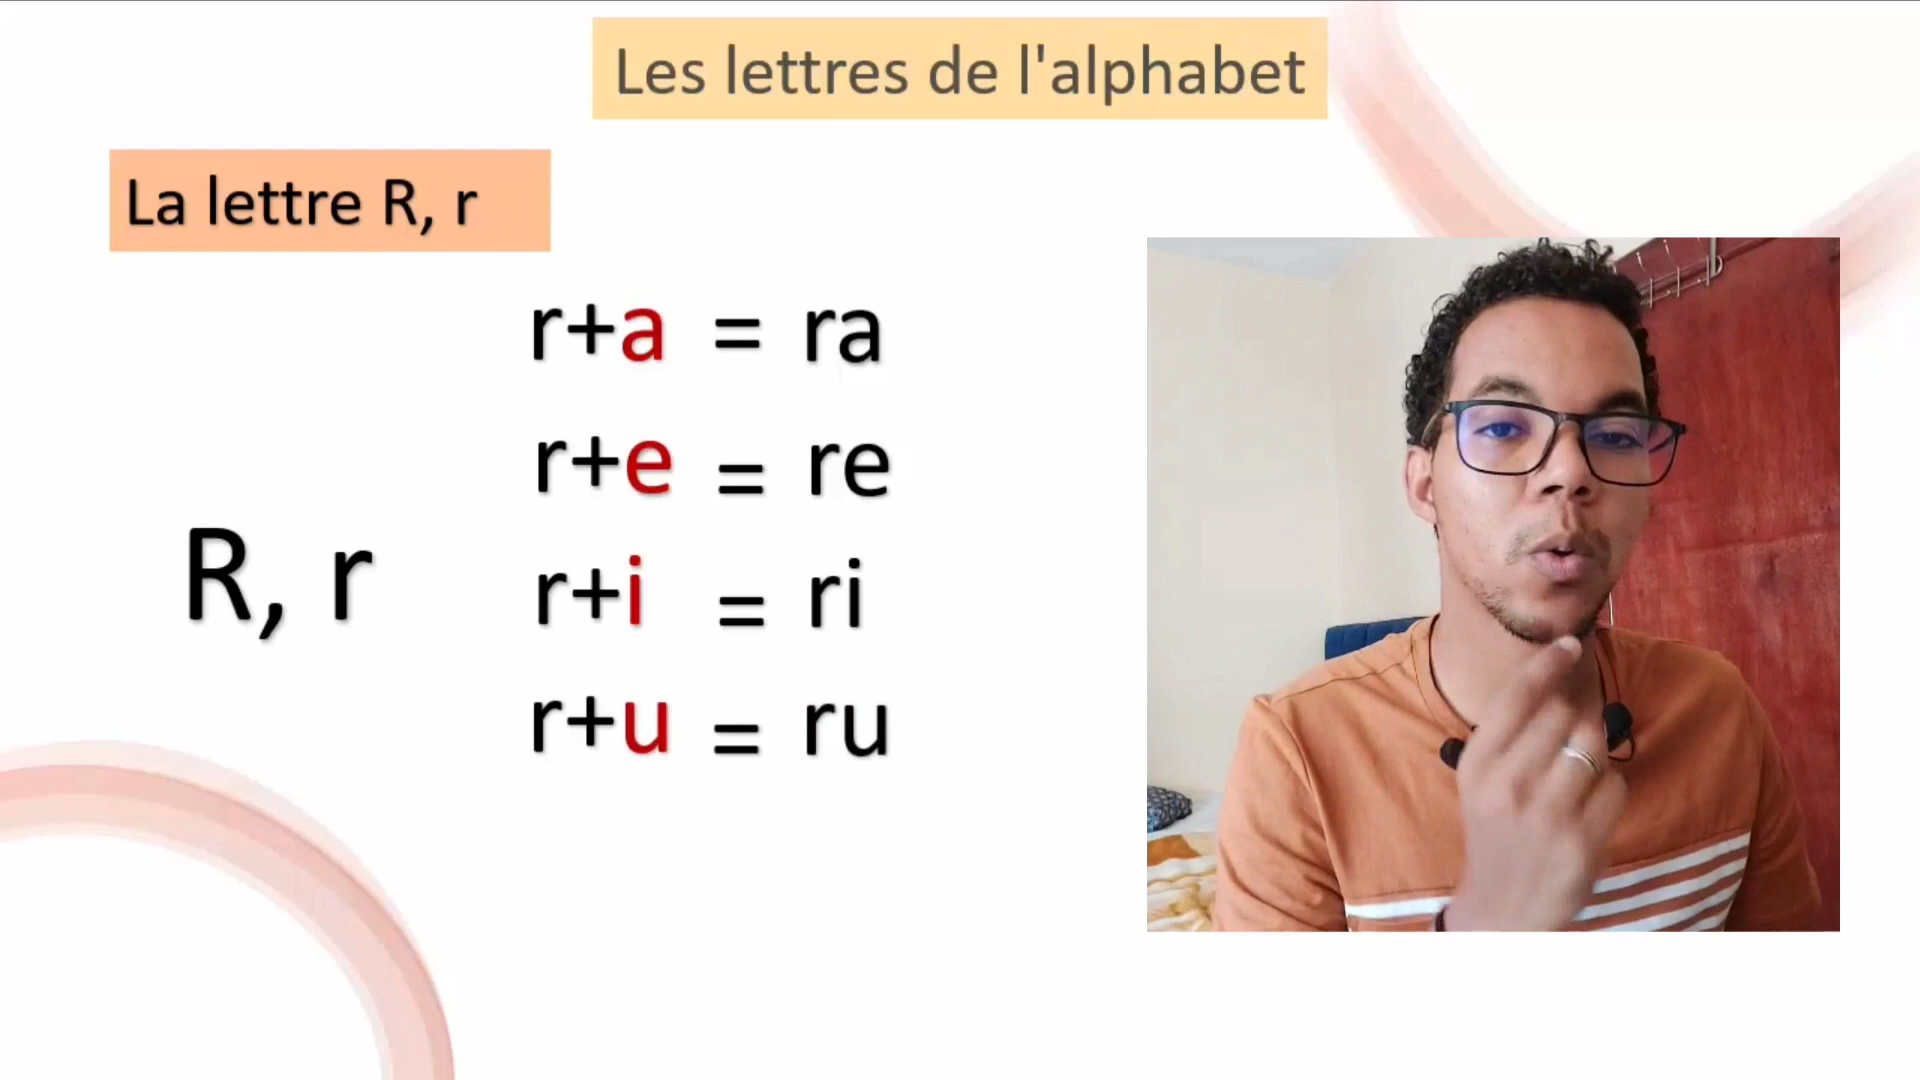 Les lettres de l'alphabet
La lettre R, r
R, r
r+a = ra
r+e = re
r+i = ri
r+u = ru